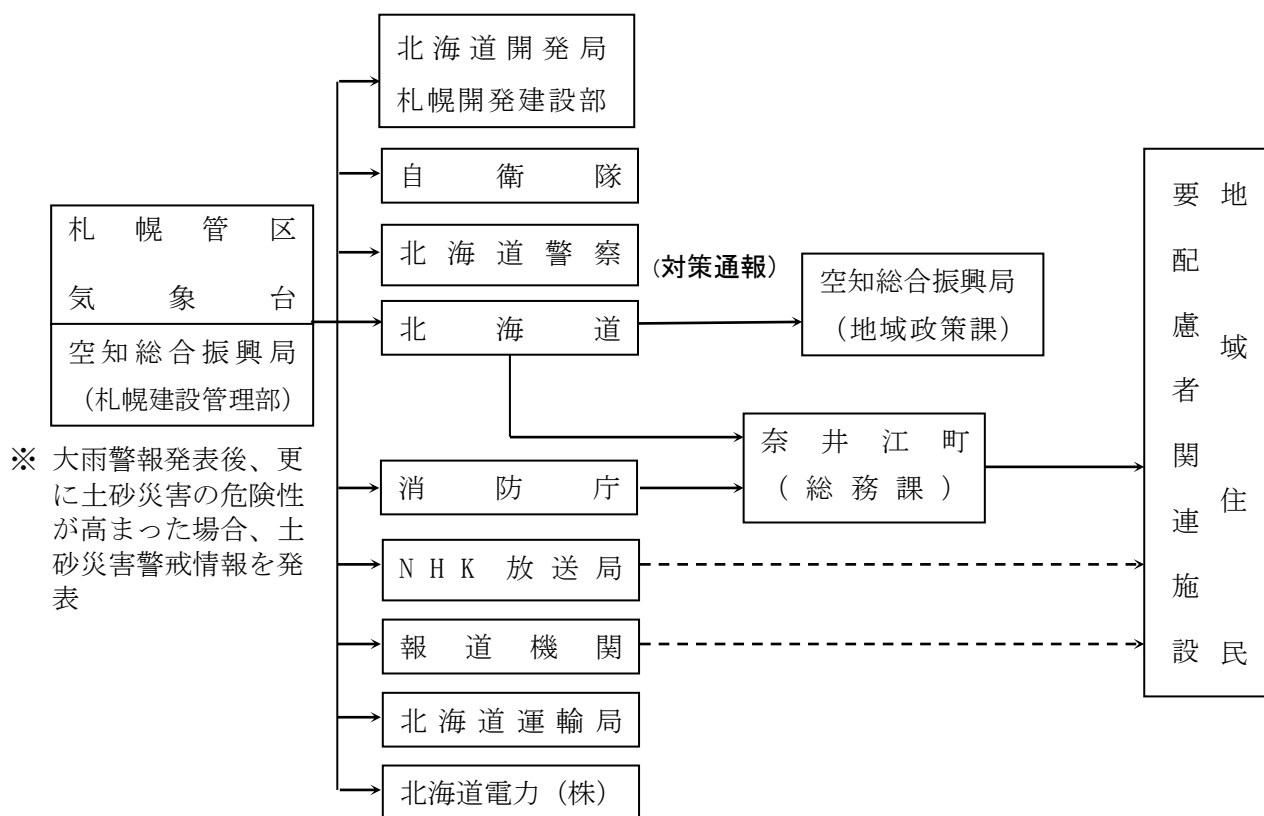 北海道開発局
札幌開発建設部
自衛隊
北海道警察
(対策通報)
札幌管区
気象台
空知総合振興局
(札幌建設管理部)
北海道
空知総合振興局
(地域政策課)
奈井江町
(総務課)
消防庁
NHK 放送局
報道機関
北海道運輸局
北海道電力(株)
地域住民
要配慮者関連施設
※ 大雨警報発表後、更
に土砂災害の危険性
が高まった場合、土
砂災害警戒情報を発
表